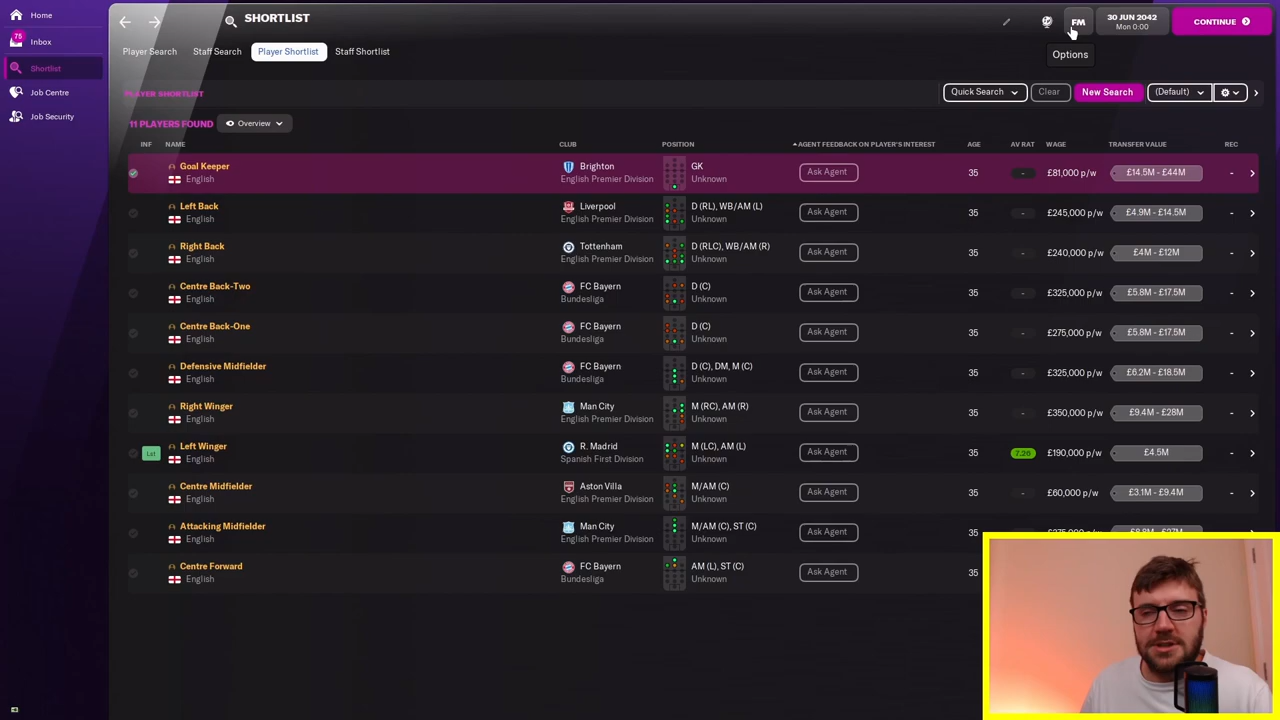 Home
SHORTLIST
FM
30 JUN 2042
Mon 0:00
CONTINUE
75
Inbox
Player Search
Staff Search
Player Shortlist
Staff Shortlist
Options
Shortlist
Job Centre
Job Security
PLAYER SHORTLIST
Quick Search
Clear
New Search
(Default)
11 PLAYERS FOUND
Overview
INF
NAME
CLUB
POSITION
AGENT FEEDBACK ON PLAYER'S INTEREST
AGE
AV RAT
WAGE
TRANSFER VALUE
REC
Goal Keeper
English
Brighton
English Premier Division
GK
Unknown
Ask Agent
35
-
£81,000 p/w
£14.5M - £44M
-
Left Back
English
Liverpool
English Premier Division
D (RL), WB/AM (L)
Unknown
Ask Agent
35
-
£245,000 p/w
£4.9M - £14.5M
-
Right Back
English
Tottenham
English Premier Division
D (RLC), WB/AM (R)
Unknown
Ask Agent
35
-
£240,000 p/w
£4M - £12M
-
Centre Back-Two
English
FC Bayern
Bundesliga
D (C)
Unknown
Ask Agent
35
-
£325,000 p/w
£5.8M - £17.5M
-
Centre Back-One
English
FC Bayern
Bundesliga
D (C)
Unknown
Ask Agent
35
-
£275,000 p/w
£5.8M - £17.5M
-
Defensive Midfielder
English
FC Bayern
Bundesliga
D (C), DM, M (C)
Unknown
Ask Agent
35
-
£325,000 p/w
£6.2M - £18.5M
-
Right Winger
English
Man City
English Premier Division
M (RC), AM (R)
Unknown
Ask Agent
35
-
£350,000 p/w
£9.4M - £28M
-
Lst
Left Winger
English
R. Madrid
Spanish First Division
M (LC), AM (L)
Unknown
Ask Agent
35
7.26
£190,000 p/w
£4.5M
-
Centre Midfielder
English
Aston Villa
English Premier Division
M/AM (C)
Unknown
Ask Agent
35
-
£60,000 p/w
£3.1M - £9.4M
-
Attacking Midfielder
English
Man City
English Premier Division
M/AM (C), ST (C)
Unknown
Ask Agent
35
Centre Forward
English
FC Bayern
Bundesliga
AM (L), ST (C)
Unknown
Ask Agent
35